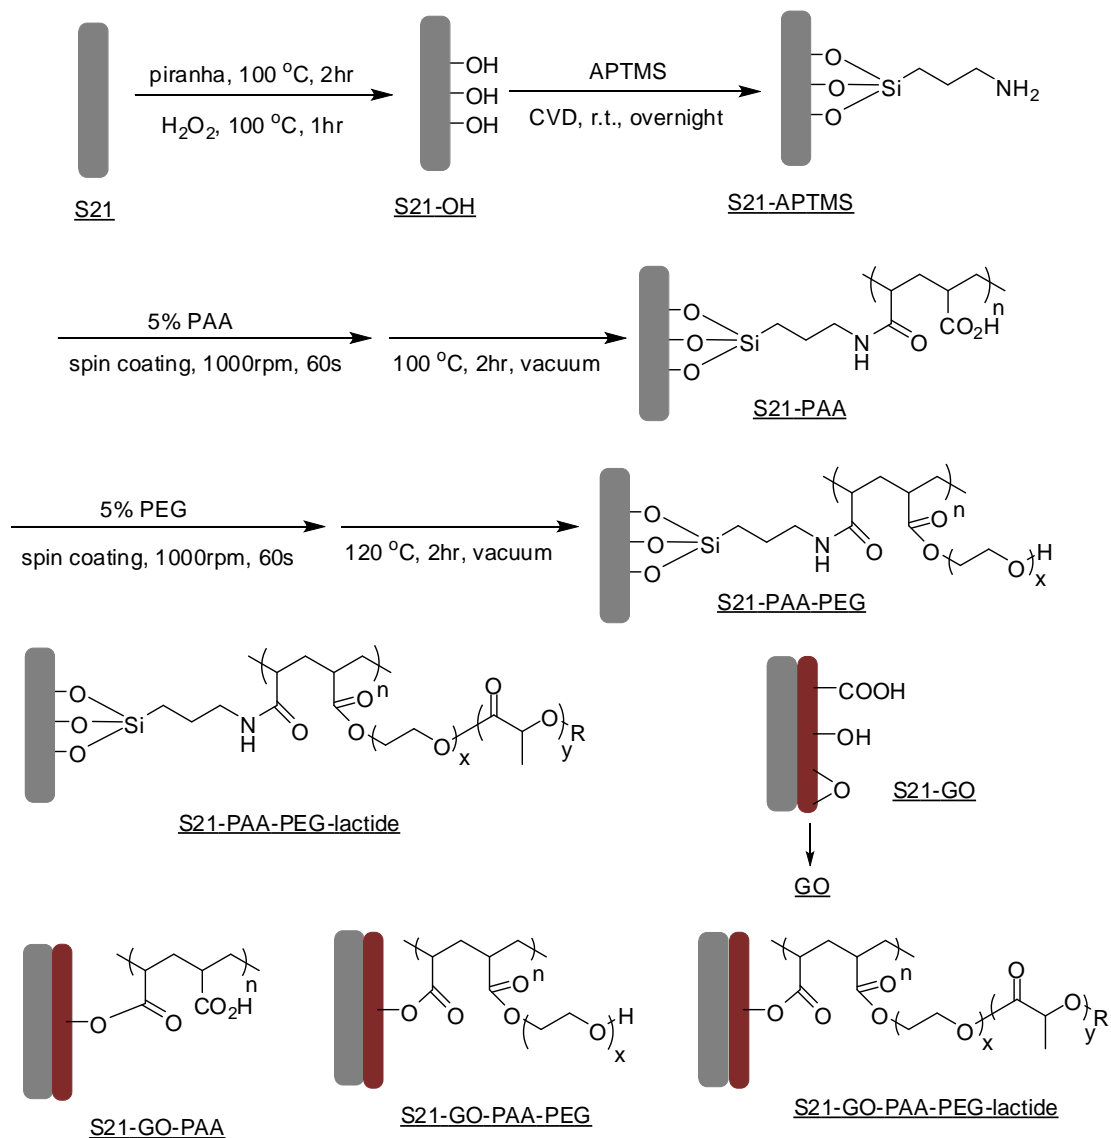 piranha, 100 °C, 2hr
H2O2, 100 °C, 1hr
OH
OH
OH
APTMS
CVD, r.t., overnight
O
O
O
Si
NH2
S21
S21-OH
S21-APTMS
5% PAA
spin coating, 1000rpm, 60s
100 °C, 2hr, vacuum
O
O
O
Si
N
H
O
CO2H
n
S21-PAA
5% PEG
spin coating, 1000rpm, 60s
120 °C, 2hr, vacuum
O
O
O
Si
N
H
O
O
n
O
O
H
x
S21-PAA-PEG
O
O
O
Si
N
H
O
O
n
O
O
x
O
O
R
y
S21-PAA-PEG-lactide
COOH
OH
O
S21-GO
GO
O
O
CO2H
n
S21-GO-PAA
O
O
O
n
O
O
H
x
S21-GO-PAA-PEG
O
O
O
n
O
O
x
O
O
R
y
S21-GO-PAA-PEG-lactide